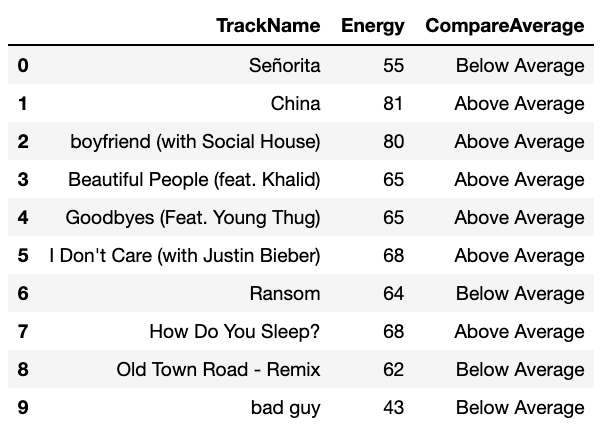 TrackName Energy CompareAverage
0 Señorita 55 Below Average
1 China 81 Above Average
2 boyfriend (with Social House) 80 Above Average
3 Beautiful People (feat. Khalid) 65 Above Average
4 Goodbyes (Feat. Young Thug) 65 Above Average
5 I Don't Care (with Justin Bieber) 68 Above Average
6 Ransom 64 Below Average
7 How Do You Sleep? 68 Above Average
8 Old Town Road - Remix 62 Below Average
9 bad guy 43 Below Average